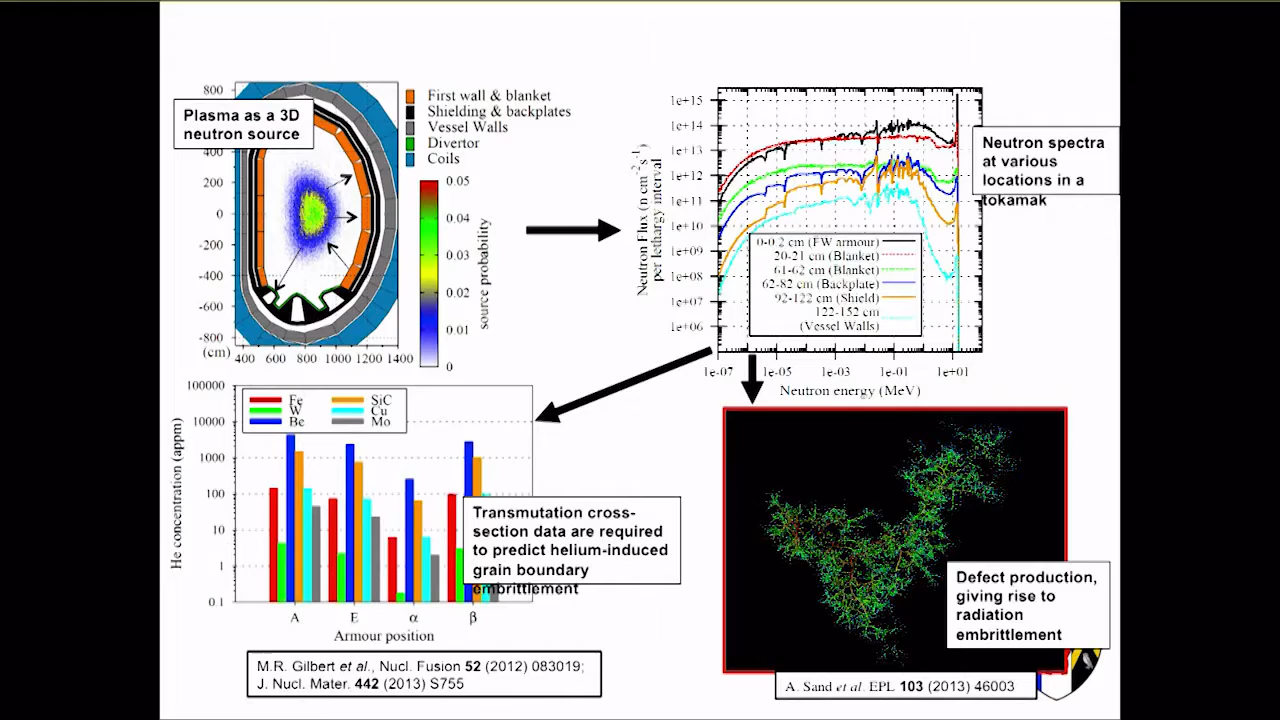 800
400
200
0
-200
-400
-600
-800
(cm)
400 600 800 1000 1200 1400
Plasma as a 3D
neutron source
First wall & blanket
Shielding & backplates
Vessel Walls
Divertor
Coils
0.05
0.04
0.03
0.02
0.01
0
source probability
1e+15
1e+14
1e+13
1e+12
1e+11
1e+10
1e+09
1e+08
1e+07
1e+06
Neutron Flux (n cm⁻²s⁻¹
per lethargy interval
0-0.2 cm (FW armour)
20-21 cm (Blanket)
61-62 cm (Blanket)
62-82 cm (Backplate)
92-122 cm (Shield)
122-152 cm
(Vessel Walls)
1e-07 1e-05 1e-03 1e-01 1e+01
Neutron energy (MeV)
Neutron spectra
at various
locations in a
tokamak
100000
10000
1000
100
10
1
0.1
He concentration (appm)
Fe SiC
W Cu
Be Mo
A E α β
Armour position
Transmutation cross-
section data are required
to predict helium-induced
grain boundary
embrittlement
Defect production,
giving rise to
radiation
embrittlement
M.R. Gilbert et al., Nucl. Fusion 52 (2012) 083019;
J. Nucl. Mater. 442 (2013) S755
A. Sand et al. EPL 103 (2013) 46003